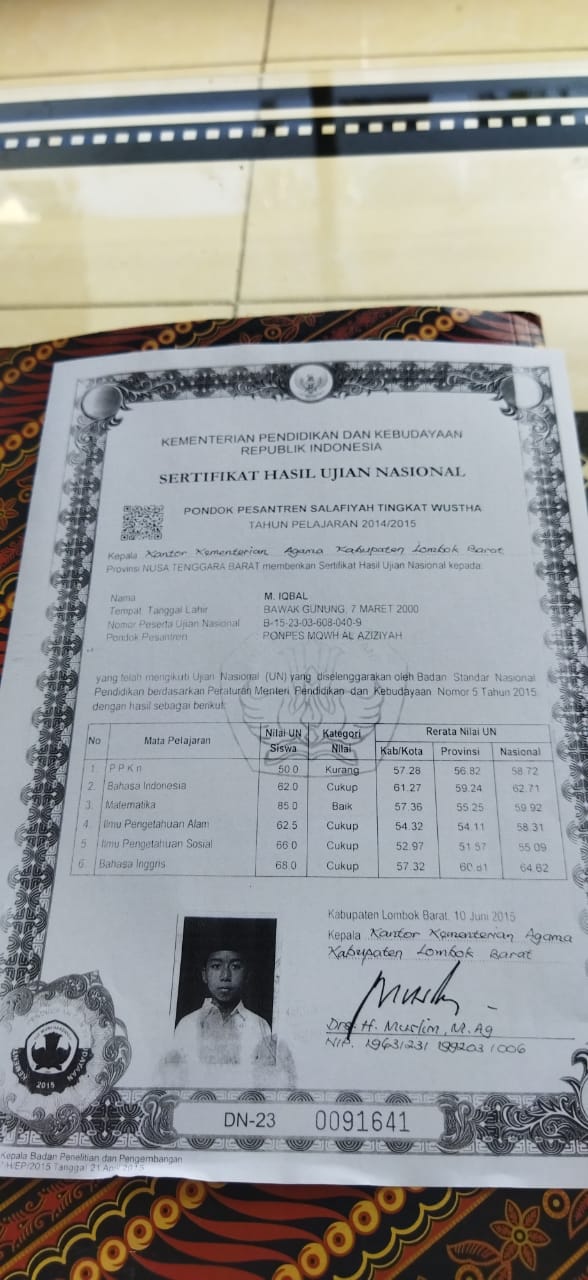 KEMENTERIAN PENDIDIKAN DAN KEBUDAYAAN
REPUBLIK INDONESIA
SERTIFIKAT HASIL UJIAN NASIONAL
PONDOK PESANTREN SALAFIYAH TINGKAT WUSTHA
TAHUN PELAJARAN 2014/2015
Kepala Kantor Kementerian Agama Kabupaten Lombok Barat
Provinsi NUSA TENGGARA BARAT memberikan Sertifikat Hasil Ujian Nasional kepada:
Nama M. IQBAL
Tempat, Tanggal Lahir BAWAK GUNUNG, 7 MARET 2000
Nomor Peserta Ujian Nasional B-15-23-03-608-040-9
Pondok Pesantren PONPES MQWH AL AZIZIYAH
yang telah mengikuti Ujian Nasional (UN) yang diselenggarakan oleh Badan Standar Nasional
Pendidikan berdasarkan Peraturan Menteri Pendidikan dan Kebudayaan Nomor 5 Tahun 2015
dengan hasil sebagai berikut:
No Mata Pelajaran Nilai UN Siswa Kategori Nilai Rerata Nilai UN
Kab/Kota Provinsi Nasional
1. PPKn 50.0 Kurang 57.28 56.82 58.72
2. Bahasa Indonesia 62.0 Cukup 61.27 59.24 62.71
3. Matematika 85.0 Baik 57.36 55.25 59.92
4. Ilmu Pengetahuan Alam 62.5 Cukup 54.32 54.11 58.31
5. Ilmu Pengetahuan Sosial 66.0 Cukup 52.97 51.57 55.09
6. Bahasa Inggris 68.0 Cukup 57.32 64.62
Kabupaten Lombok Barat, 10 Juni 2015
Kepala Kantor Kementerian Agama
Kabupaten Lombok Barat
Drs. H. Muslim, M.Ag
NIP. 19631231 199203 1 006
2015
DN-23 0091641
Kepala Badan Penelitian dan Pengembangan
/H/EP/2015 Tanggal 21